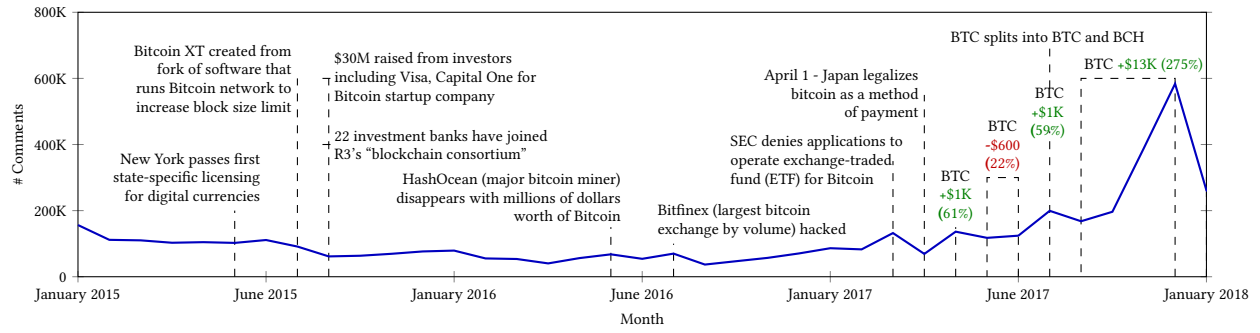 800K
600K
400K
200K
0
# Comments
Bitcoin XT created from
fork of software that
runs Bitcoin network to
increase block size limit
New York passes first
state-specific licensing
for digital currencies
$30M raised from investors
including Visa, Capital One for
Bitcoin startup company
22 investment banks have joined
R3's “blockchain consortium”
HashOcean (major bitcoin miner)
disappears with millions of dollars
worth of Bitcoin
Bitfinex (largest bitcoin
exchange by volume) hacked
April 1 - Japan legalizes
bitcoin as a method
of payment
SEC denies applications to
operate exchange-traded
fund (ETF) for Bitcoin
BTC
+$1K
(61%)
BTC
-$600
(22%)
BTC splits into BTC and BCH
BTC
+$1K
(59%)
BTC +$13K (275%)
January 2015
June 2015
January 2016
June 2016
January 2017
June 2017
January 2018
Month